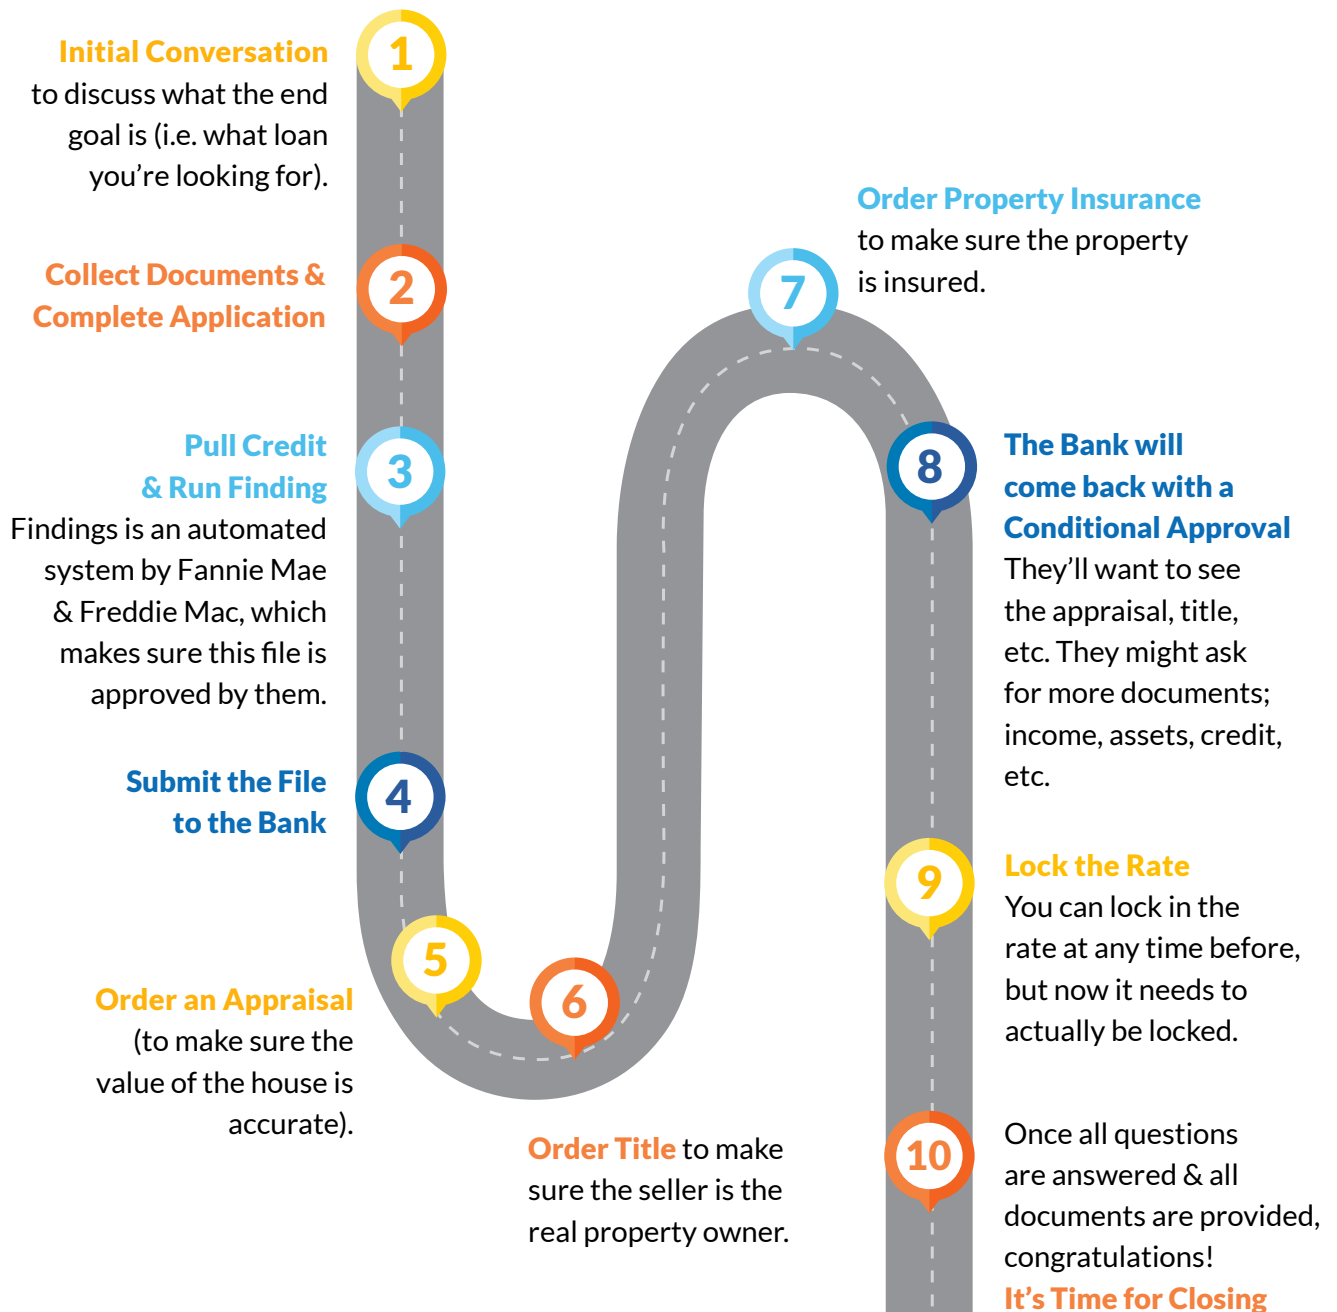 1
Initial Conversation
to discuss what the end
goal is (i.e. what loan
you're looking for).
2
Collect Documents &
Complete Application
3
Pull Credit
& Run Finding
Findings is an automated
system by Fannie Mae
& Freddie Mac, which
makes sure this file is
approved by them.
4
Submit the File
to the Bank
5
Order an Appraisal
(to make sure the
value of the house is
accurate).
6
Order Title to make
sure the seller is the
real property owner.
7
Order Property Insurance
to make sure the property
is insured.
8
The Bank will
come back with a
Conditional Approval
They'll want to see
the appraisal, title,
etc. They might ask
for more documents;
income, assets, credit,
etc.
9
Lock the Rate
You can lock in the
rate at any time before,
but now it needs to
actually be locked.
10
Once all questions
are answered & all
documents are provided,
congratulations!
It's Time for Closing